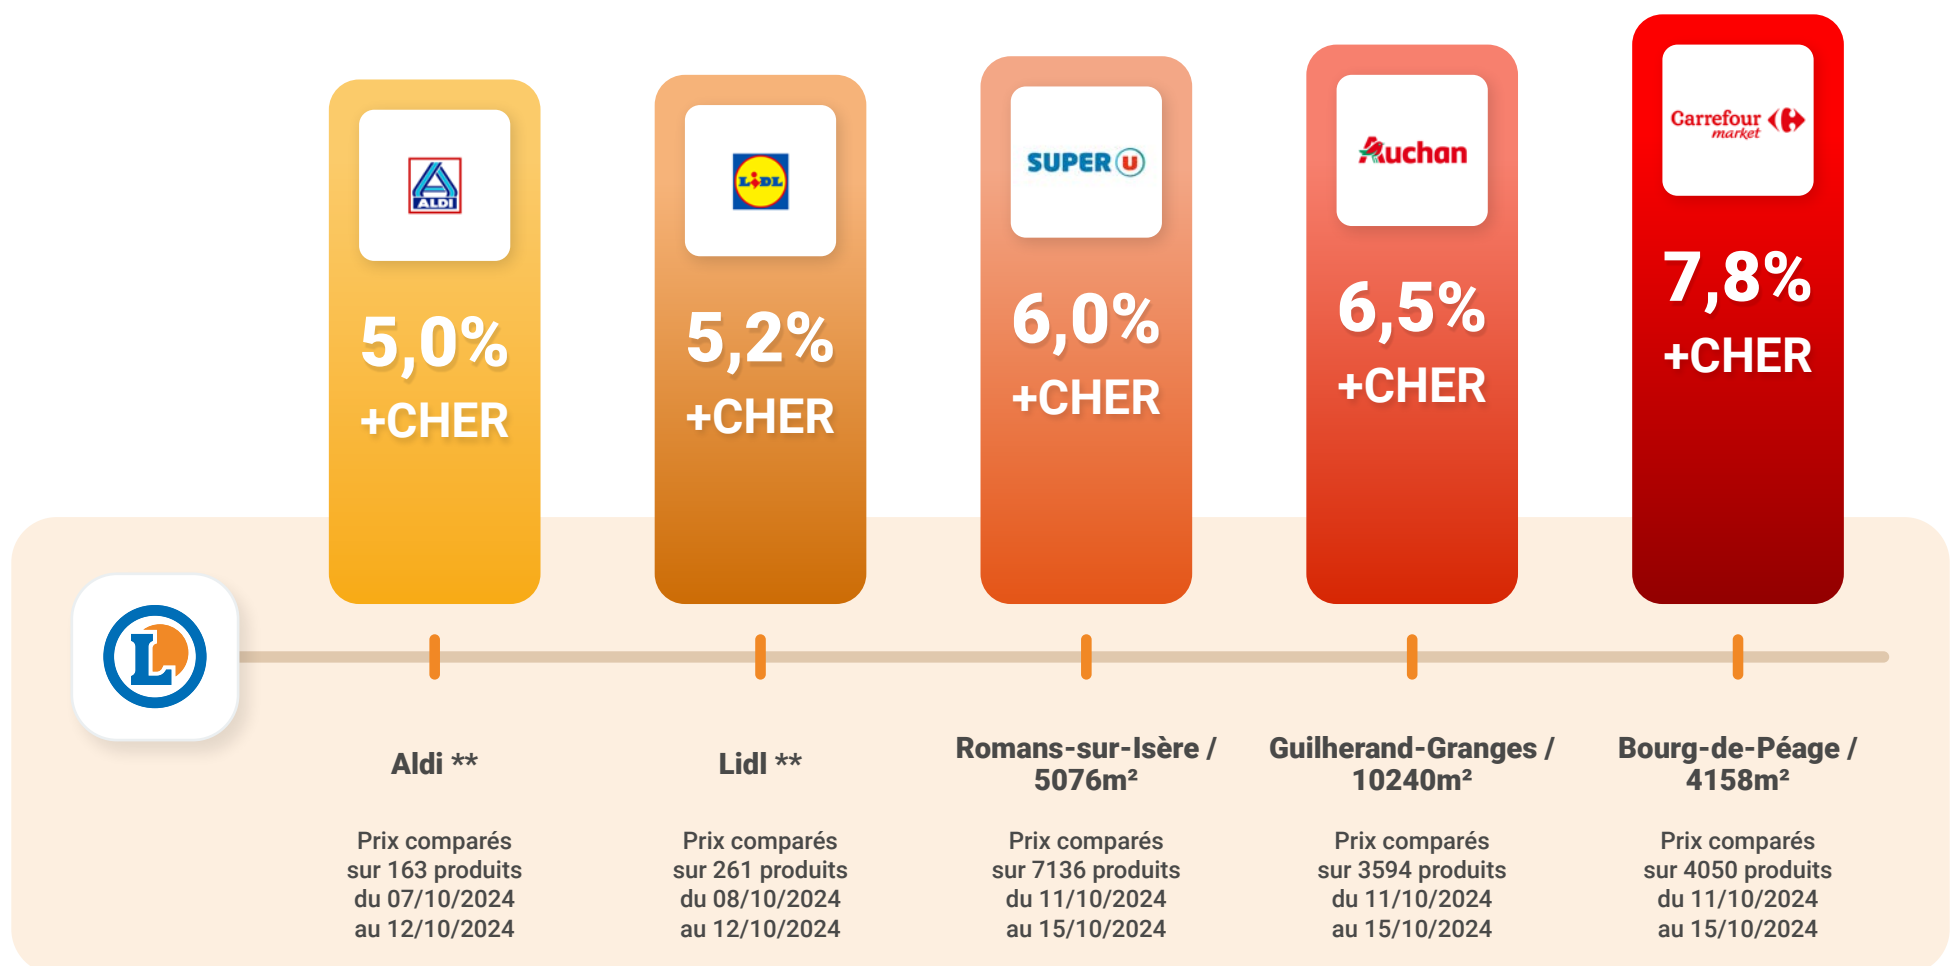 ALDI
5,0%
+CHER
LIDL
5,2%
+CHER
SUPER U
6,0%
+CHER
Auchan
6,5%
+CHER
Carrefour
market
7,8%
+CHER
L
Aldi **
Prix comparés
sur 163 produits
du 07/10/2024
au 12/10/2024
Lidl **
Prix comparés
sur 261 produits
du 08/10/2024
au 12/10/2024
Romans-sur-Isère /
5076m²
Prix comparés
sur 7136 produits
du 11/10/2024
au 15/10/2024
Guilherand-Granges /
10240m²
Prix comparés
sur 3594 produits
du 11/10/2024
au 15/10/2024
Bourg-de-Péage /
4158m²
Prix comparés
sur 4050 produits
du 11/10/2024
au 15/10/2024